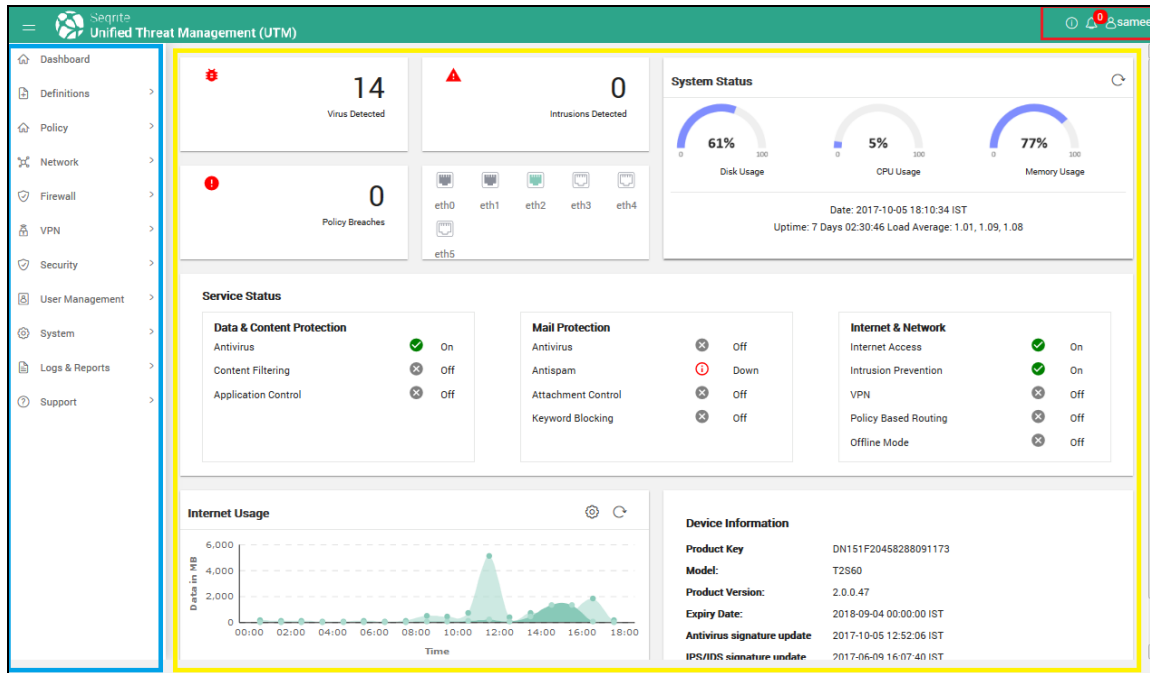 Seqrite
Unified Threat Management (UTM)
0
samee
Dashboard
Definitions
Policy
Network
Firewall
VPN
Security
User Management
System
Logs & Reports
Support
14
Virus Detected
0
Intrusions Detected
0
Policy Breaches
eth0 eth1 eth2 eth3 eth4
eth5
System Status
61% 5% 77%
0 100 0 100 0 100
Disk Usage CPU Usage Memory Usage
Date: 2017-10-05 18:10:34 IST
Uptime: 7 Days 02:30:46 Load Average: 1.01, 1.09, 1.08
Service Status
Data & Content Protection
Antivirus On
Content Filtering Off
Application Control Off
Mail Protection
Antivirus Off
Antispam Down
Attachment Control Off
Keyword Blocking Off
Internet & Network
Internet Access On
Intrusion Prevention On
VPN Off
Policy Based Routing Off
Offline Mode Off
Internet Usage
Data in MB
6,000
4,000
2,000
0
00:00 02:00 04:00 06:00 08:00 10:00 12:00 14:00 16:00 18:00
Time
Device Information
Product Key DN151F20458288091173
Model: T2S60
Product Version: 2.0.0.47
Expiry Date: 2018-09-04 00:00:00 IST
Antivirus signature update 2017-10-05 12:52:06 IST
IPS/IDS signature update 2017-06-09 16:07:40 IST